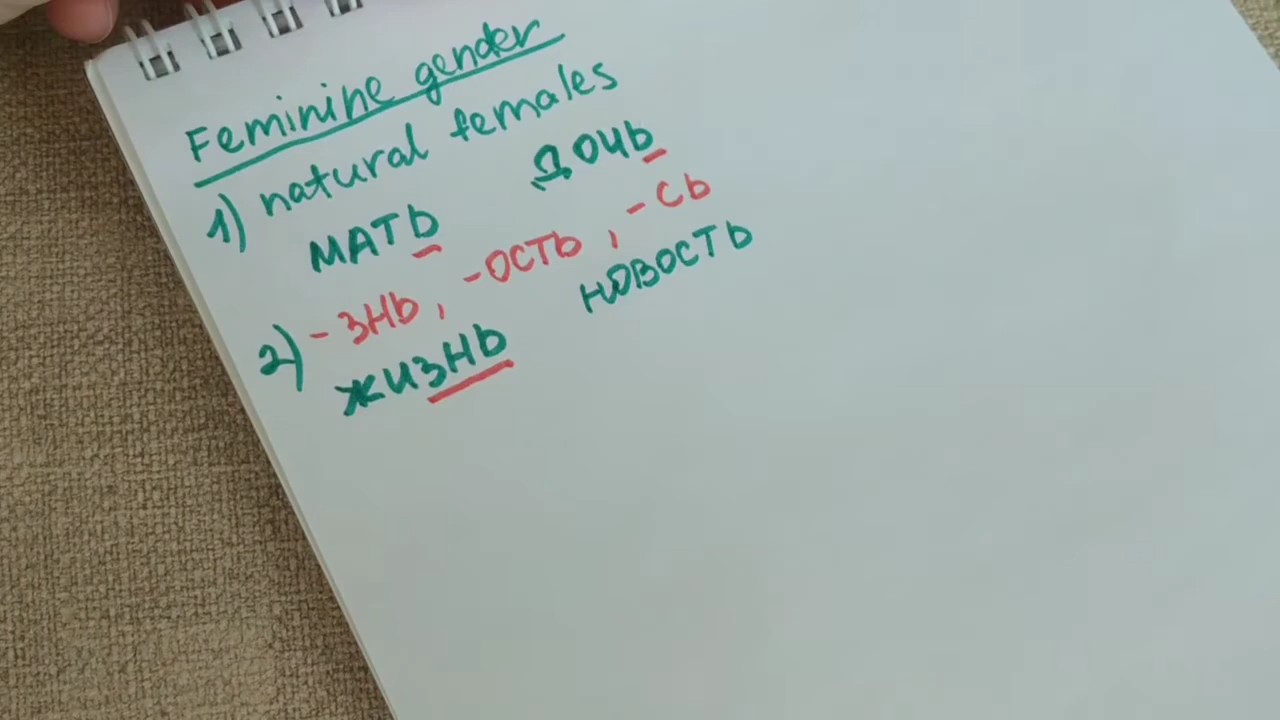 Feminine gender
1) natural females
МАТЬ ДОЧЬ
2) -ЗНЬ, -ОСТЬ, -СЬ
ЖИЗНЬ НОВОСТЬ